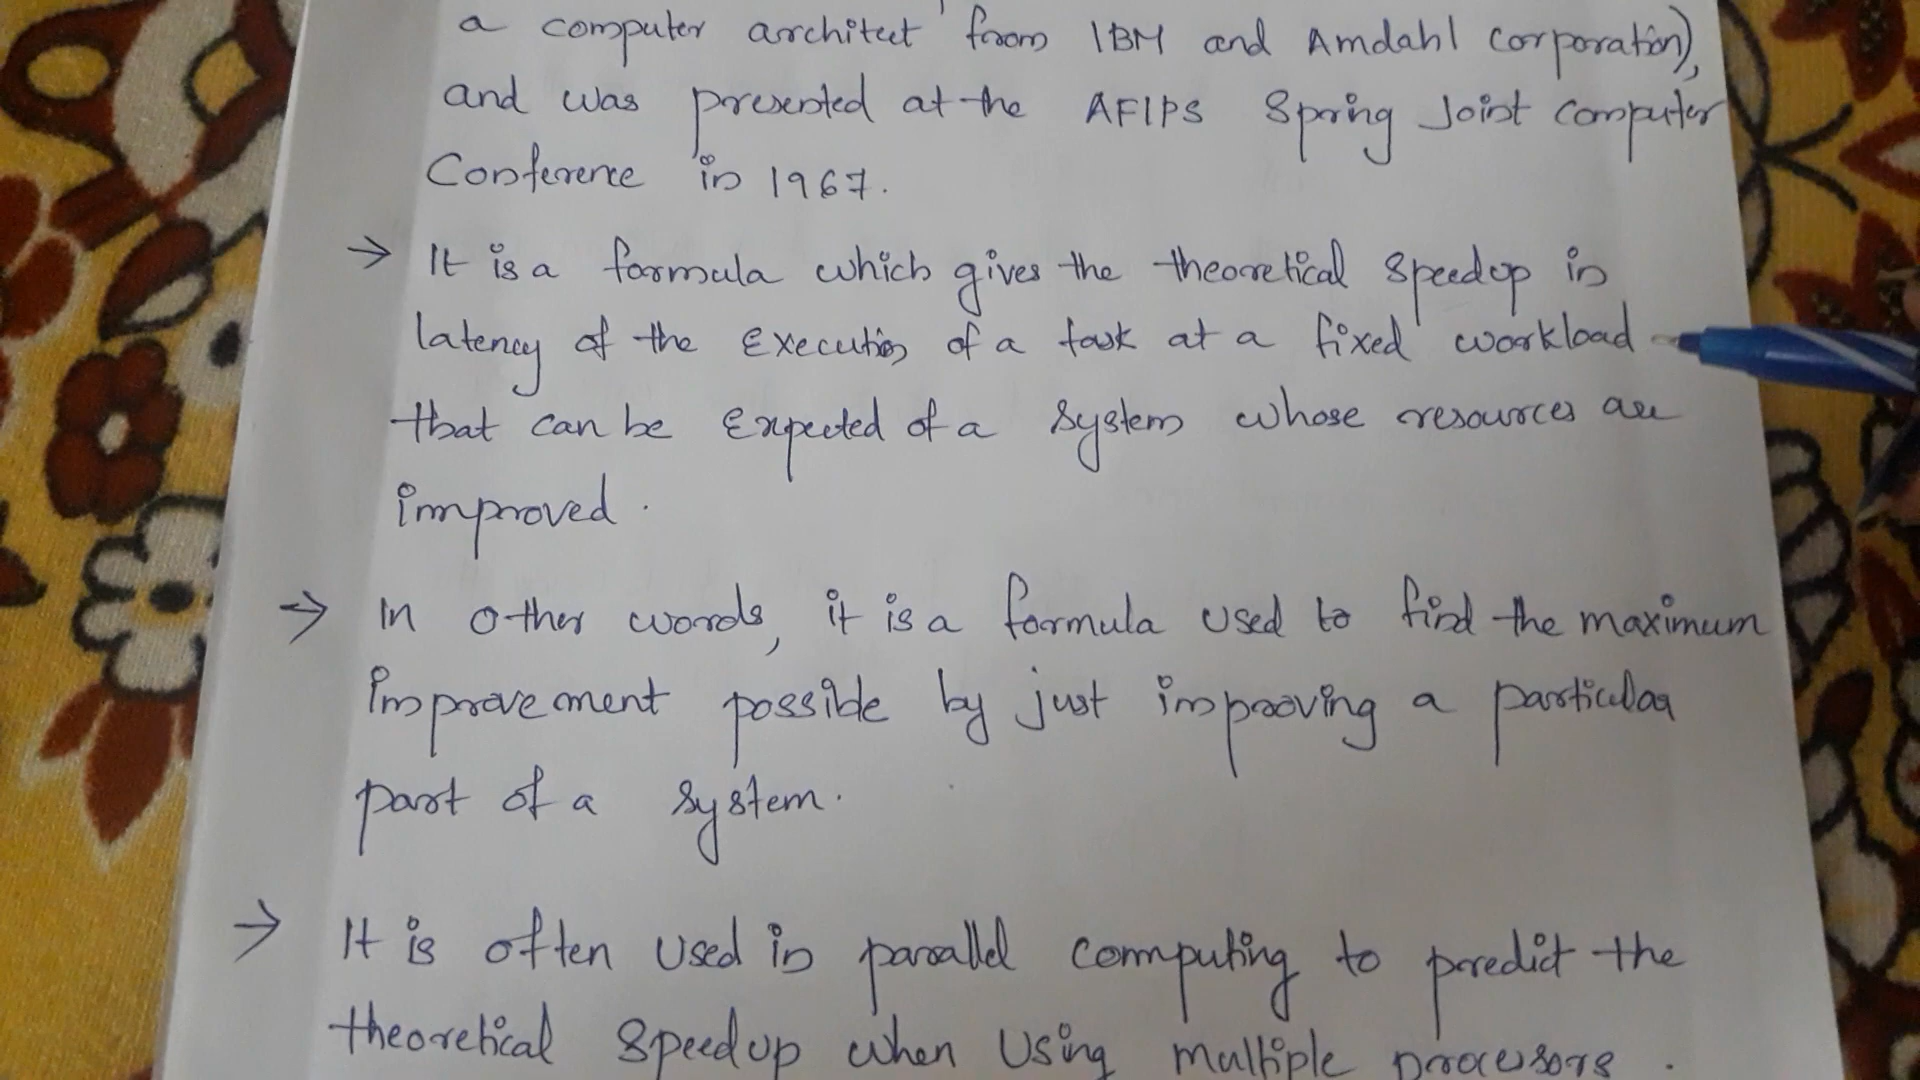 a computer architect from IBM and Amdahl corporation),
and was presented at the AFIPS Spring Joint Computer
Conference in 1967.
→ It is a formula which gives the theoretical speedup in
latency of the Execution of a task at a fixed workload
that can be Expected of a system whose resources are
improved.
→ In other words, it is a formula used to find the maximum
improvement possible by just improving a particular
part of a system.
→ It is often used in parallel computing to predict the
theoretical speedup when using multiple processors.